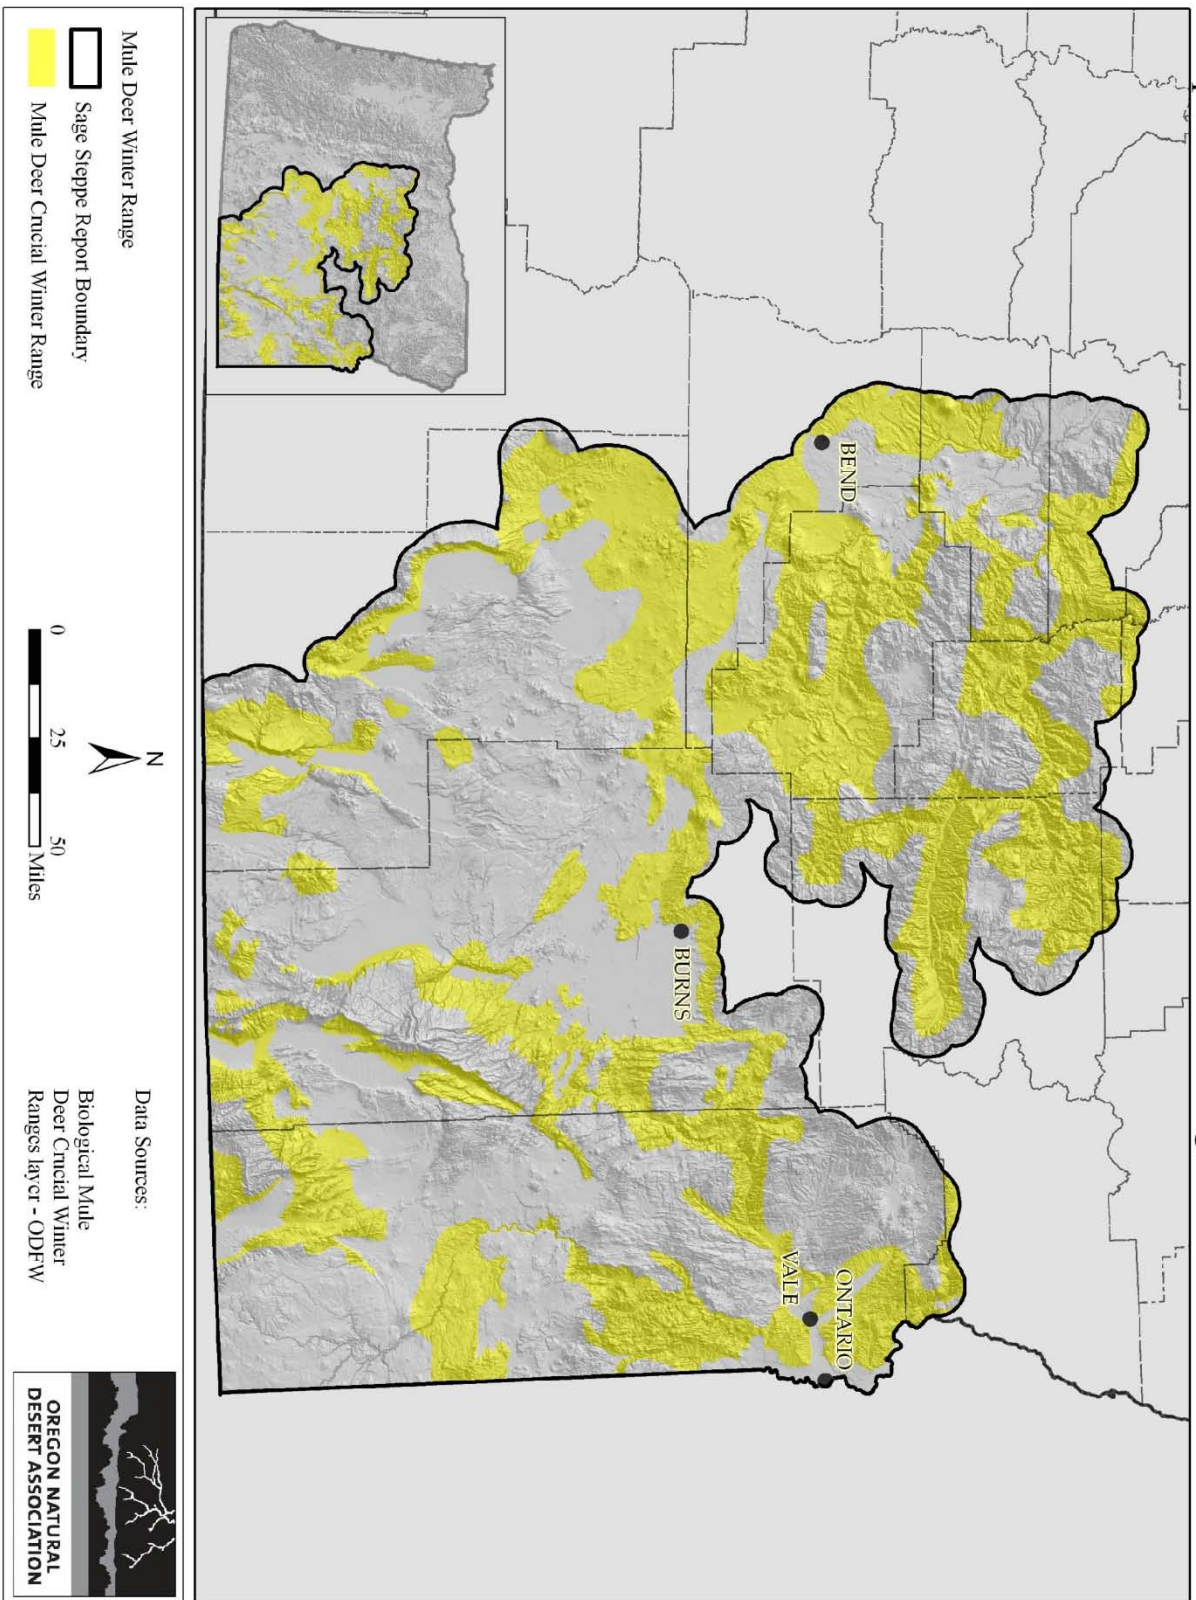 BEND
BURNS
VALE
ONTARIO
Mule Deer Winter Range
Sage Steppe Report Boundary
Mule Deer Crucial Winter Range
N
0 25 50
Miles
Data Sources:
Biological Mule
Deer Crucial Winter
Ranges layer - ODFW
OREGON NATURAL
DESERT ASSOCIATION